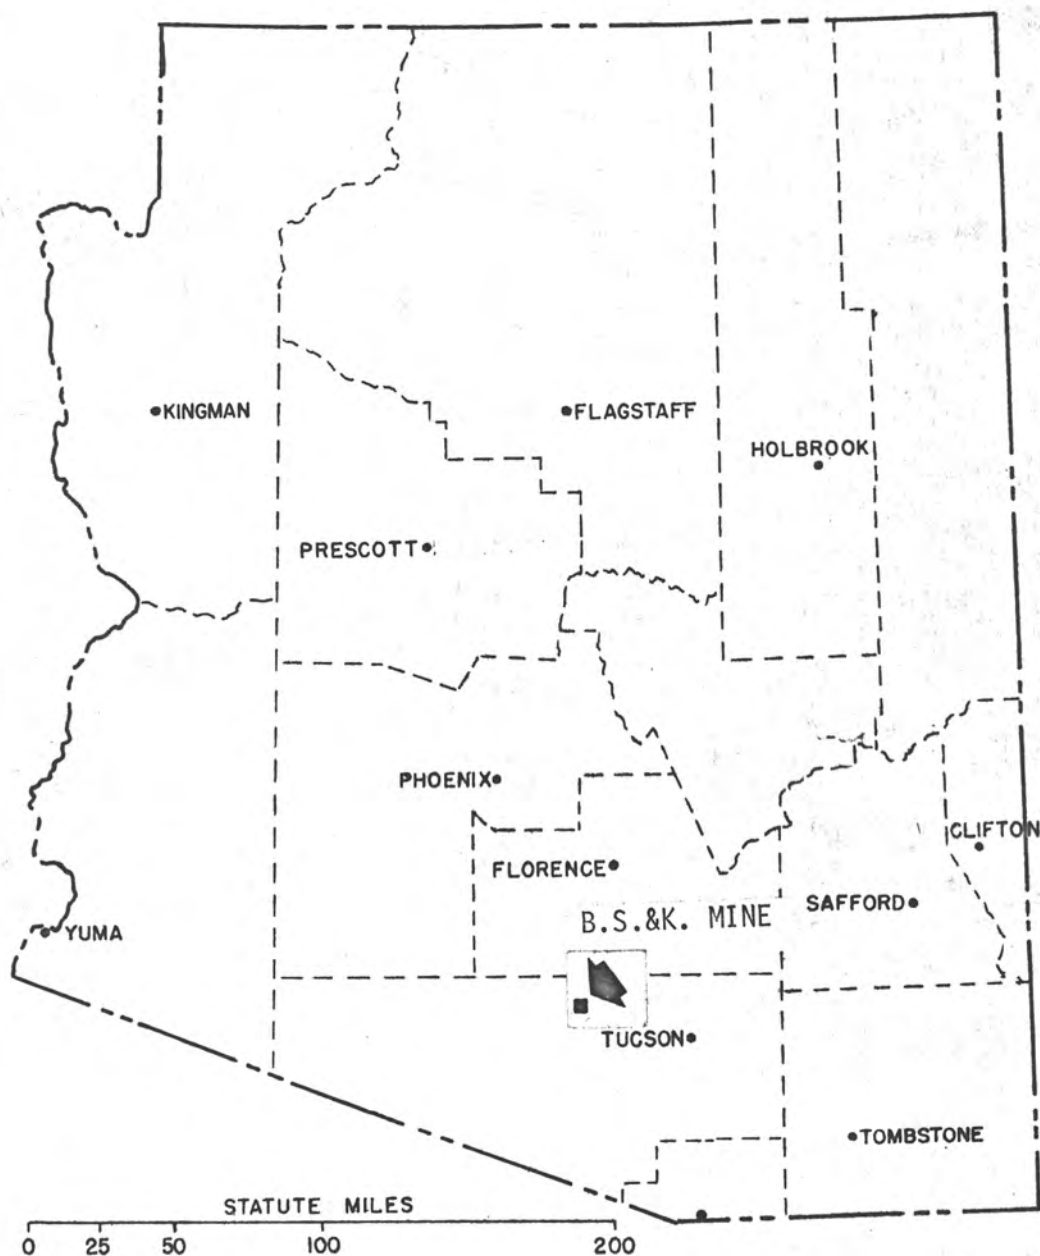 KINGMAN
FLAGSTAFF
HOLBROOK
PRESCOTT
PHOENIX
CLIFTON
FLORENCE
SAFFORD
B.S.&K. MINE
YUMA
TUCSON
TOMBSTONE
STATUTE MILES
0 25 50 100 200